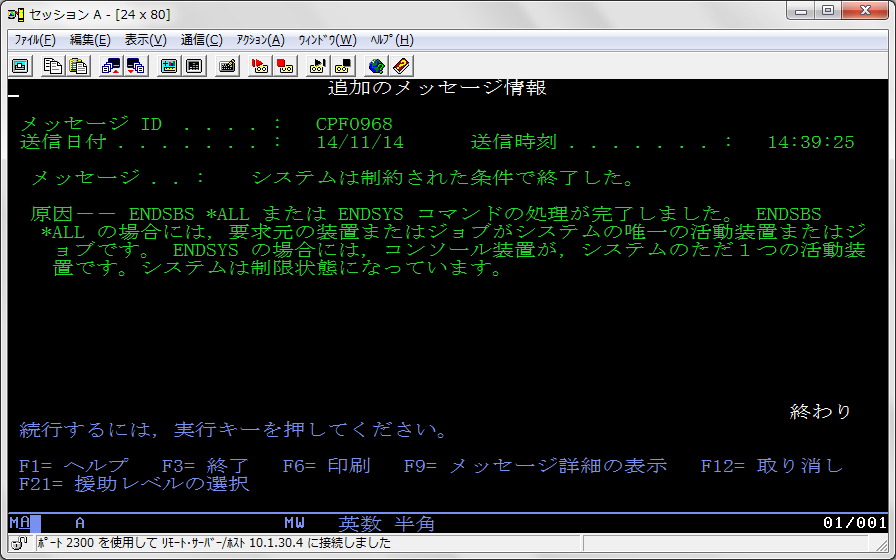 セッション A - [24 x 80]
ﾌｧｲﾙ(F) 編集(E) 表示(V) 通信(C) ｱｸｼｮﾝ(A) ｳｨﾝﾄﾞｳ(W) ﾍﾙﾌﾟ(H)
追加のメッセージ情報
メッセージ ID . . . . : CPF0968
送信日付 . . . . . . . : 14/11/14 送信時刻 . . . . . . . : 14:39:25
メッセージ . . : システムは制約された条件で終了した。
原因−− ENDSBS *ALL または ENDSYS コマンドの処理が完了しました。 ENDSBS
*ALL の場合には，要求元の装置またはジョブがシステムの唯一の活動装置またはジ
ョブです。 ENDSYS の場合には，コンソール装置が，システムのただ１つの活動装
置です。システムは制限状態になっています。
終わり
続行するには，実行キーを押してください。
F1= ヘルプ F3= 終了 F6= 印刷 F9= メッセージ詳細の表示 F12= 取り消し
F21= 援助レベルの選択
MA A MW 英数 半角 01/001
ﾎﾟｰﾄ 2300 を使用して ﾘﾓｰﾄ･ｻｰﾊﾞｰ/ﾎｽﾄ 10.1.30.4 に接続しました